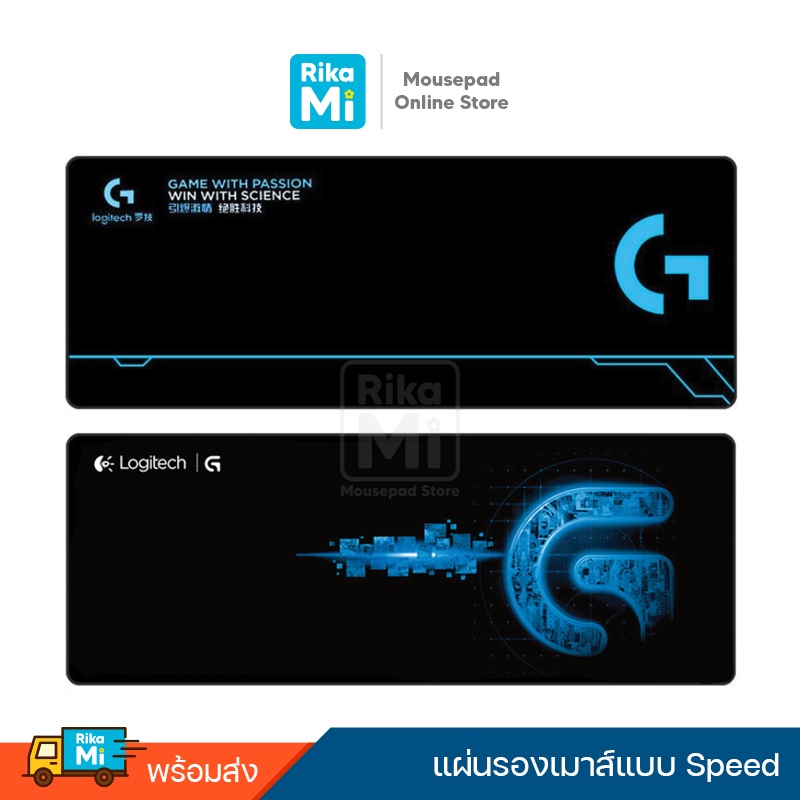 Rika
Mi
Mousepad
Online Store
logitech 罗技
GAME WITH PASSION
WIN WITH SCIENCE
引爆激情 绝胜科技
Rika
Mi
Mousepad Store
Logitech | G
Rika
Mi
พร้อมส่ง
แผ่นรองเมาส์แบบ Speed